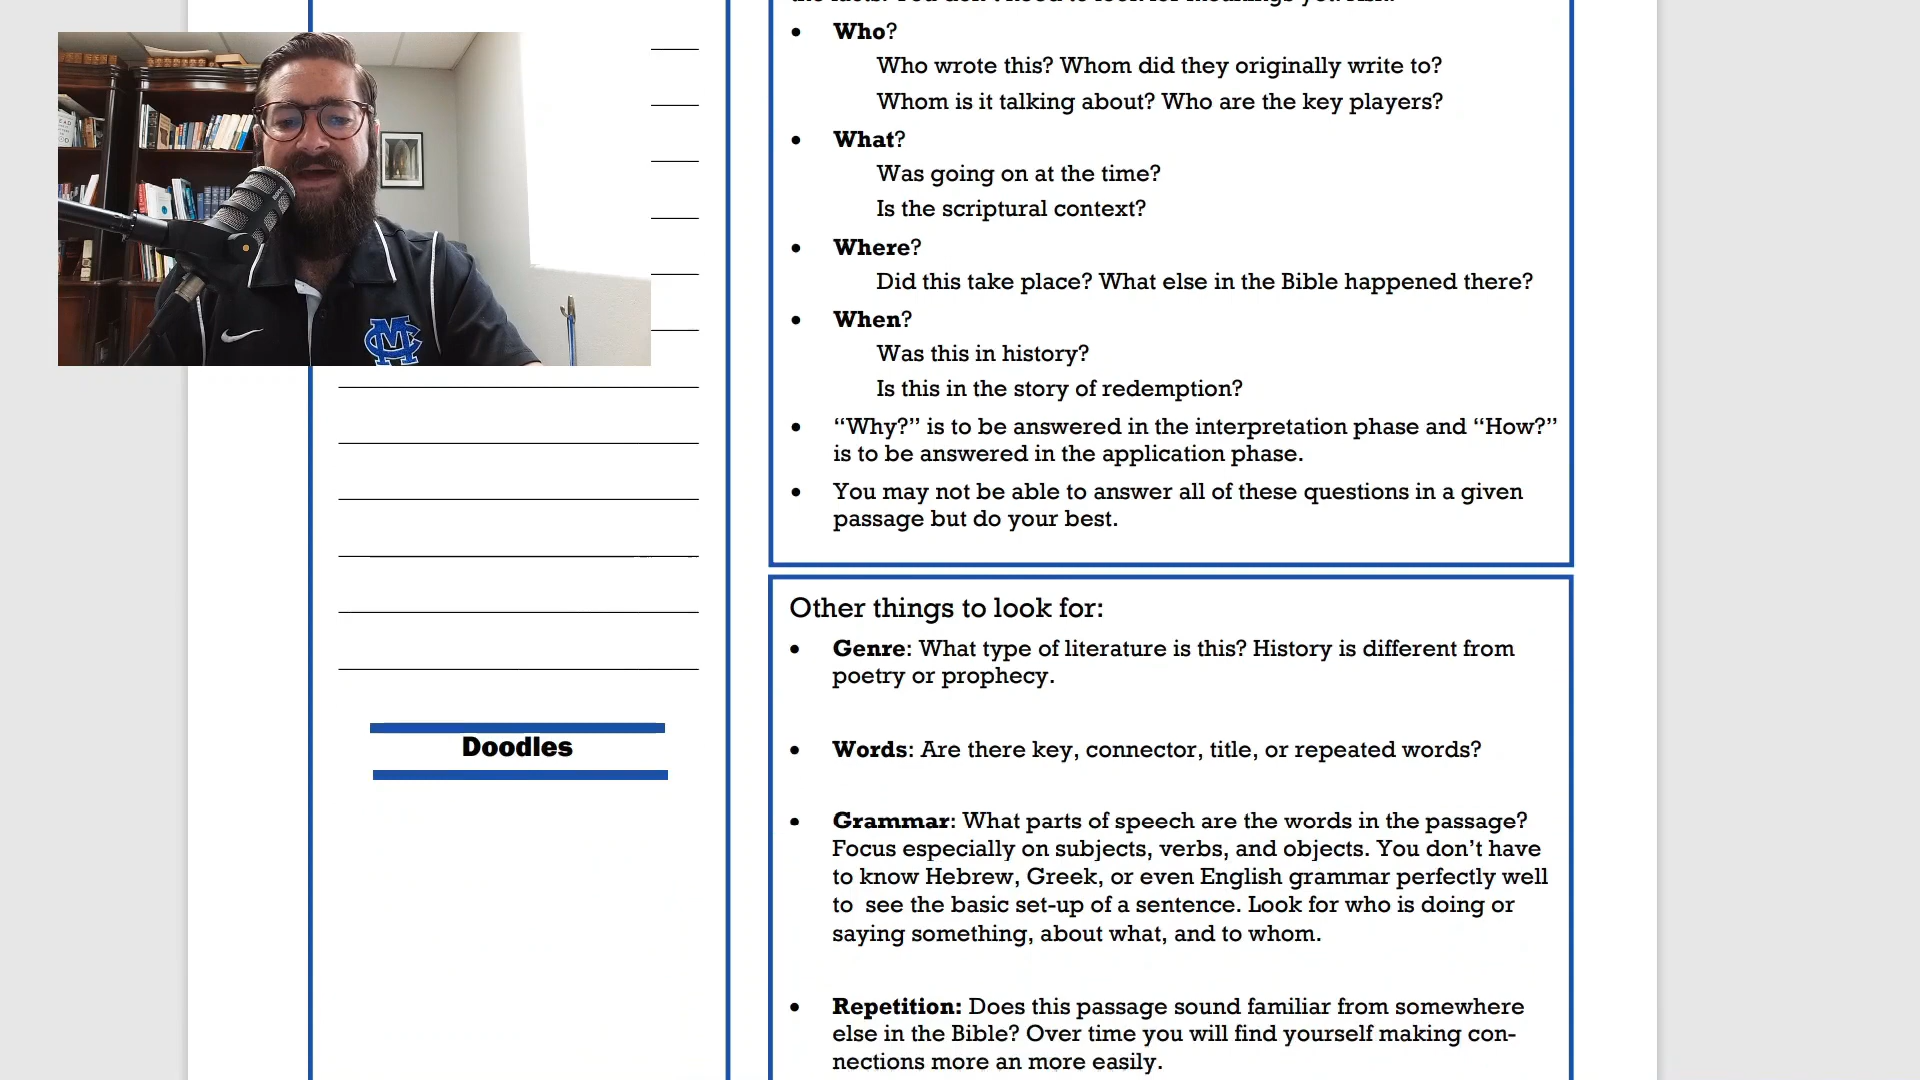 Who?
Who wrote this? Whom did they originally write to?
Whom is it talking about? Who are the key players?
What?
Was going on at the time?
Is the scriptural context?
Where?
Did this take place? What else in the Bible happened there?
When?
Was this in history?
Is this in the story of redemption?
“Why?” is to be answered in the interpretation phase and “How?”
is to be answered in the application phase.
You may not be able to answer all of these questions in a given
passage but do your best.
Other things to look for:
Genre: What type of literature is this? History is different from
poetry or prophecy.
Words: Are there key, connector, title, or repeated words?
Grammar: What parts of speech are the words in the passage?
Focus especially on subjects, verbs, and objects. You don’t have
to know Hebrew, Greek, or even English grammar perfectly well
to see the basic set-up of a sentence. Look for who is doing or
saying something, about what, and to whom.
Repetition: Does this passage sound familiar from somewhere
else in the Bible? Over time you will find yourself making con-
nections more an more easily.
Doodles